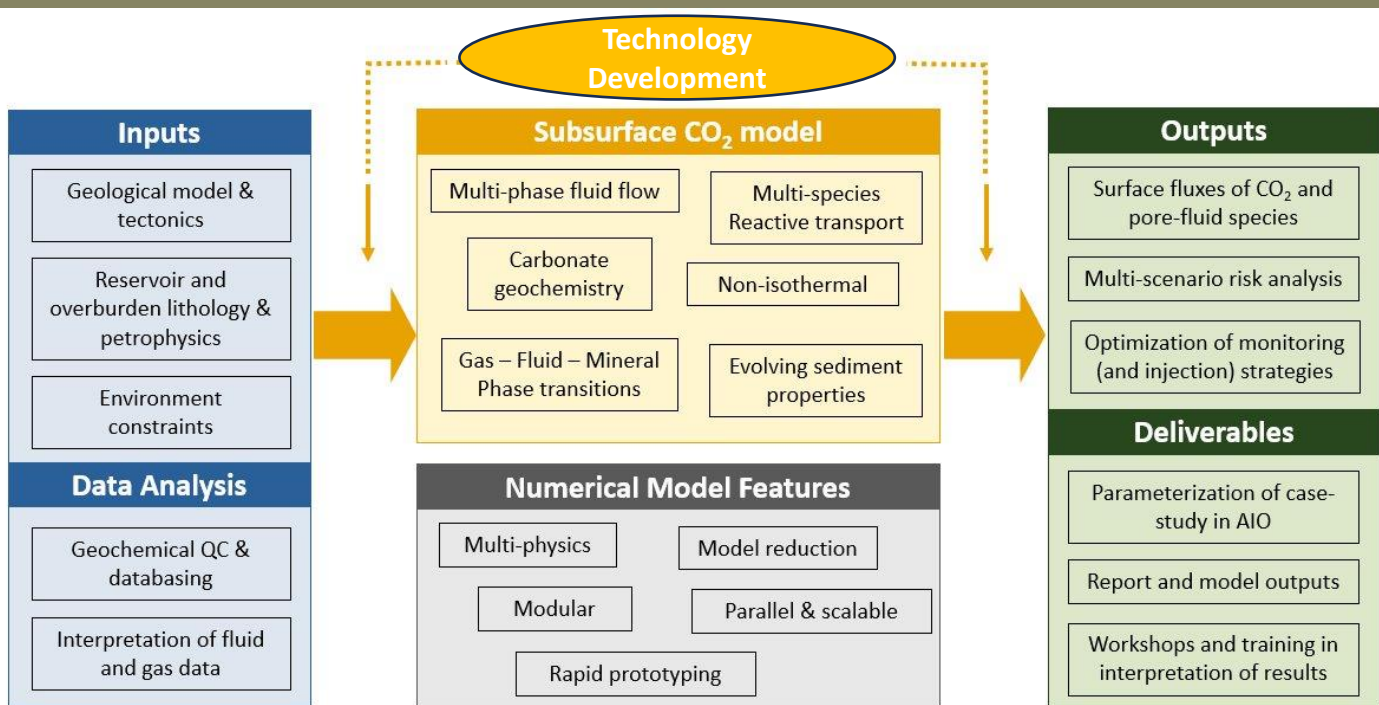 Technology
Development
Inputs
Geological model &
tectonics
Reservoir and
overburden lithology &
petrophysics
Environment
constraints
Data Analysis
Geochemical QC &
databasing
Interpretation of fluid
and gas data
Subsurface CO₂ model
Multi-phase fluid flow
Multi-species
Reactive transport
Carbonate
geochemistry
Non-isothermal
Gas – Fluid – Mineral
Phase transitions
Evolving sediment
properties
Numerical Model Features
Multi-physics
Model reduction
Modular
Parallel & scalable
Rapid prototyping
Outputs
Surface fluxes of CO₂ and
pore-fluid species
Multi-scenario risk analysis
Optimization of monitoring
(and injection) strategies
Deliverables
Parameterization of case-
study in AIO
Report and model outputs
Workshops and training in
interpretation of results